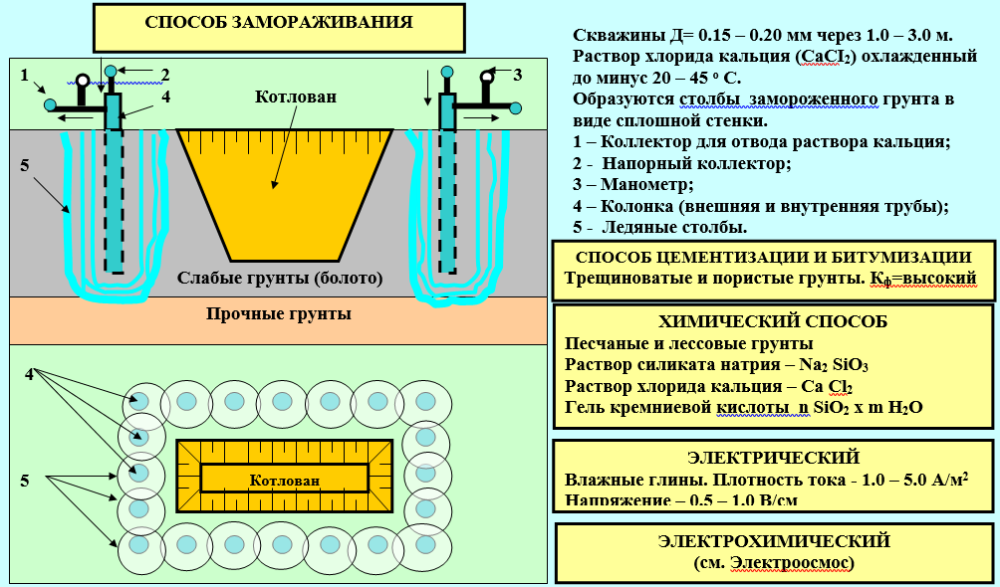 СПОСОБ ЗАМОРАЖИВАНИЯ
1
2
3
4
Котлован
5
Слабые грунты (болото)
Прочные грунты
4
5
Котлован
Скважины Д= 0.15 – 0.20 мм через 1.0 – 3.0 м.
Раствор хлорида кальция (CaCI₂) охлажденный
до минус 20 – 45 ⁰ С.
Образуются столбы замороженного грунта в
виде сплошной стенки.
1 – Коллектор для отвода раствора кальция;
2 - Напорный коллектор;
3 – Манометр;
4 – Колонка (внешняя и внутренняя трубы);
5 - Ледяные столбы.
СПОСОБ ЦЕМЕНТИЗАЦИИ И БИТУМИЗАЦИИ
Трещиноватые и пористые грунты. Кф=высокий
ХИМИЧЕСКИЙ СПОСОБ
Песчаные и лессовые грунты
Раствор силиката натрия – Na₂ SiO₃
Раствор хлорида кальция – Ca Cl₂
Гель кремниевой кислоты n SiO₂ x m H₂O
ЭЛЕКТРИЧЕСКИЙ
Влажные глины. Плотность тока - 1.0 – 5.0 А/м²
Напряжение – 0.5 – 1.0 В/см
ЭЛЕКТРОХИМИЧЕСКИЙ
(см. Электроосмос)